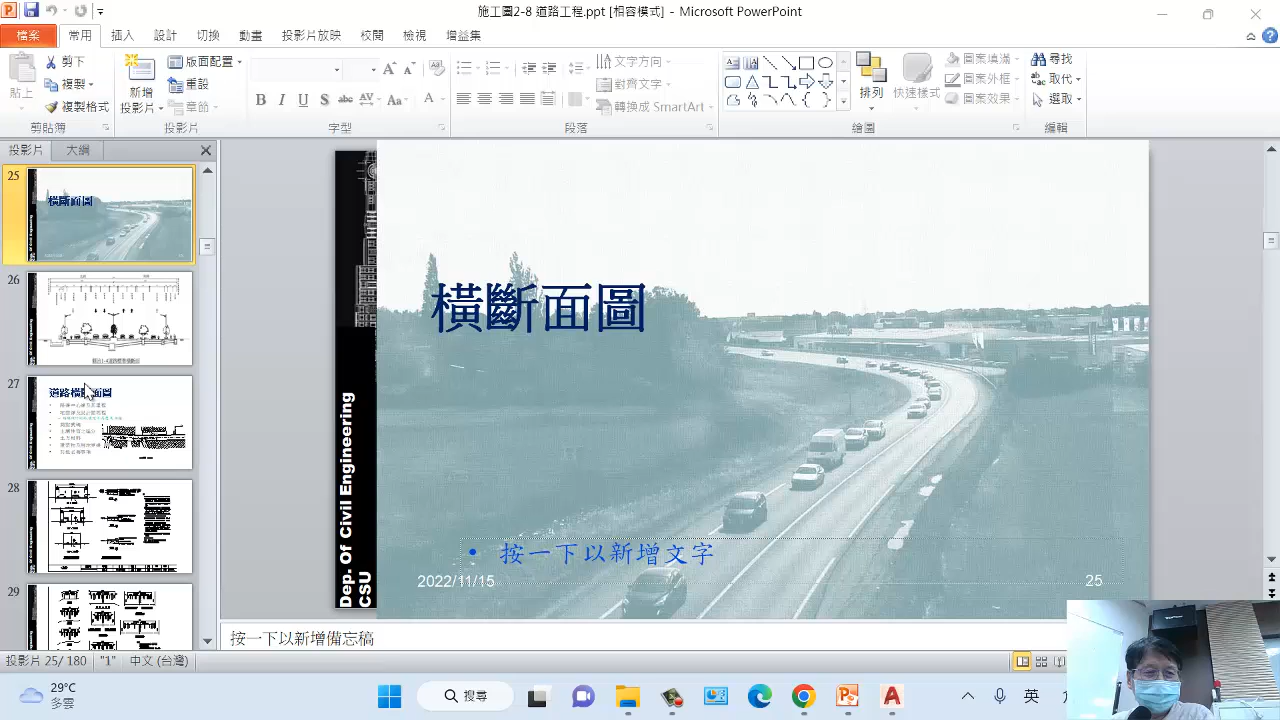 施工圖2-8 道路工程.ppt [相容模式] - Microsoft PowerPoint
檔案 常用 插入 設計 切換 動畫 投影片放映 校閱 檢視 增益集
貼上 剪下 複製 複製格式 剪貼簿
新增投影片 版面配置 重設 章節 投影片
B I U S abc AV Aa A 字型
文字方向 對齊文字 轉換成 SmartArt 段落
排列 快速樣式 圖案填滿 圖案外框 圖案效果 繪圖
尋找 取代 選取 編輯
投影片 大綱
25
橫斷面圖
26
27
道路橫斷面圖
28
29
橫斷面圖
• 按一下以新增文字
2022/11/15
25
Dep. Of Civil Engineering
CSU
按一下以新增備忘稿
投影片 25/180 "1" 中文 (台灣)
29°C
多雲
搜尋
英